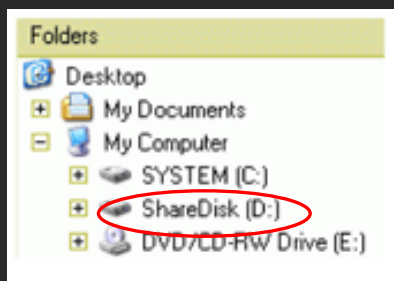 Folders
Desktop
My Documents
My Computer
SYSTEM (C:)
ShareDisk (D:)
DVD/CD-RW Drive (E:)